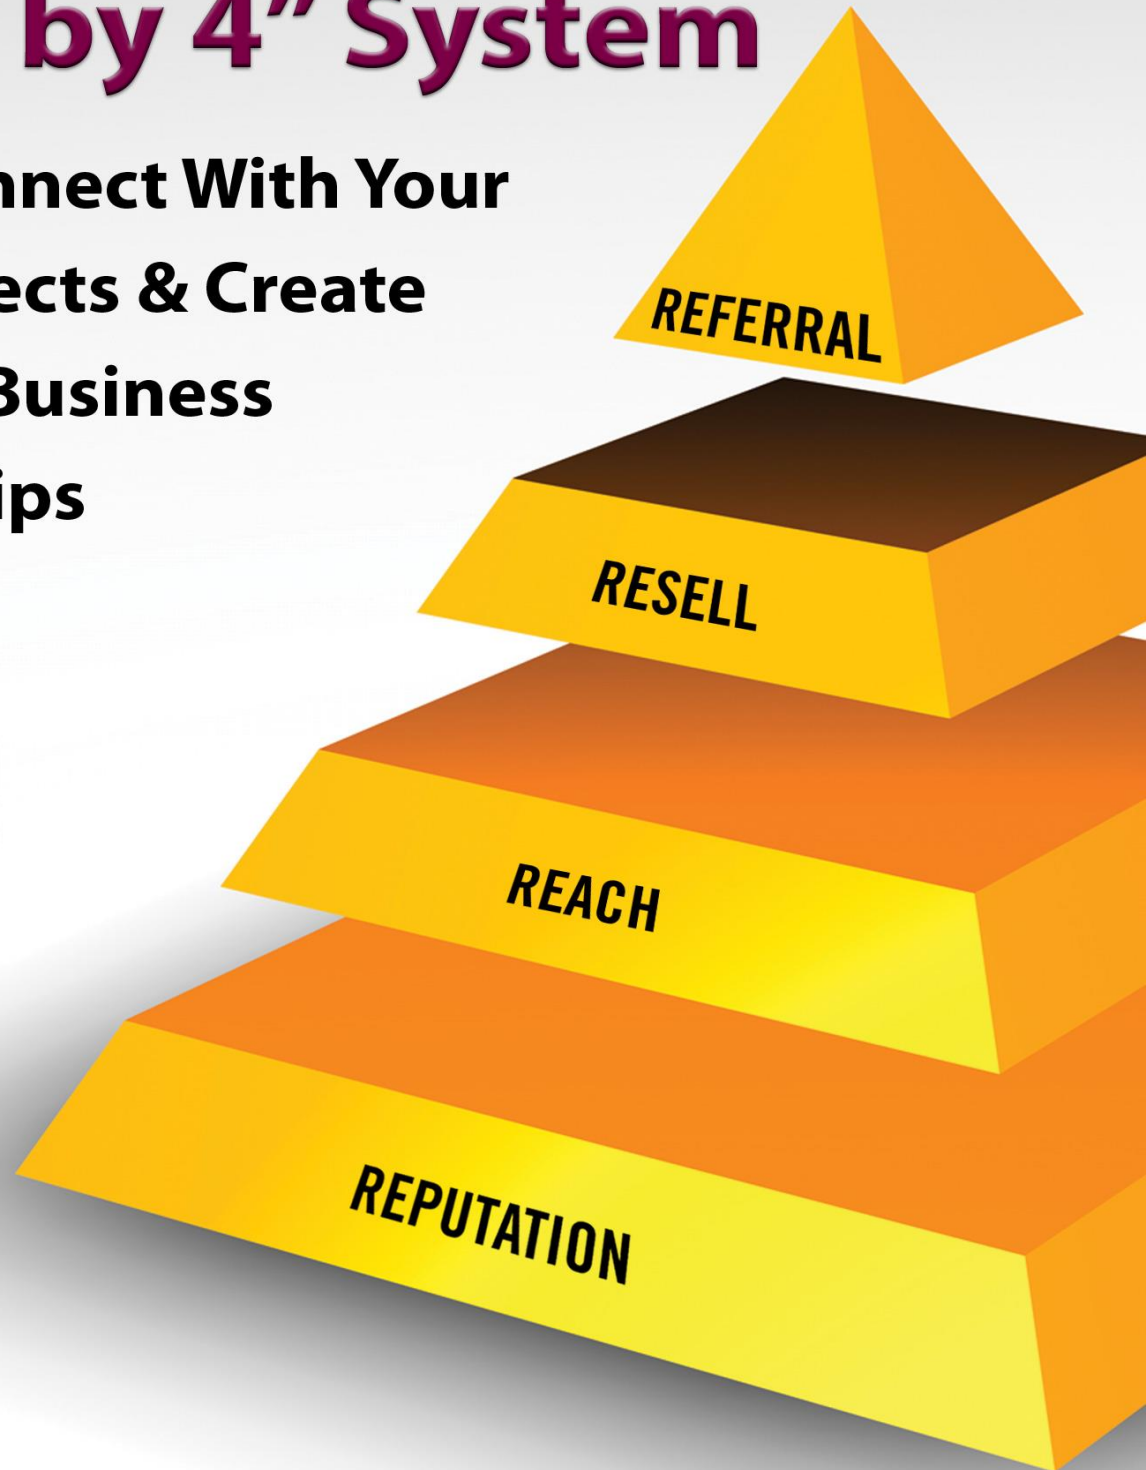 by 4” System
nnect With Your
ects & Create
Business
ips
REFERRAL
RESELL
REACH
REPUTATION